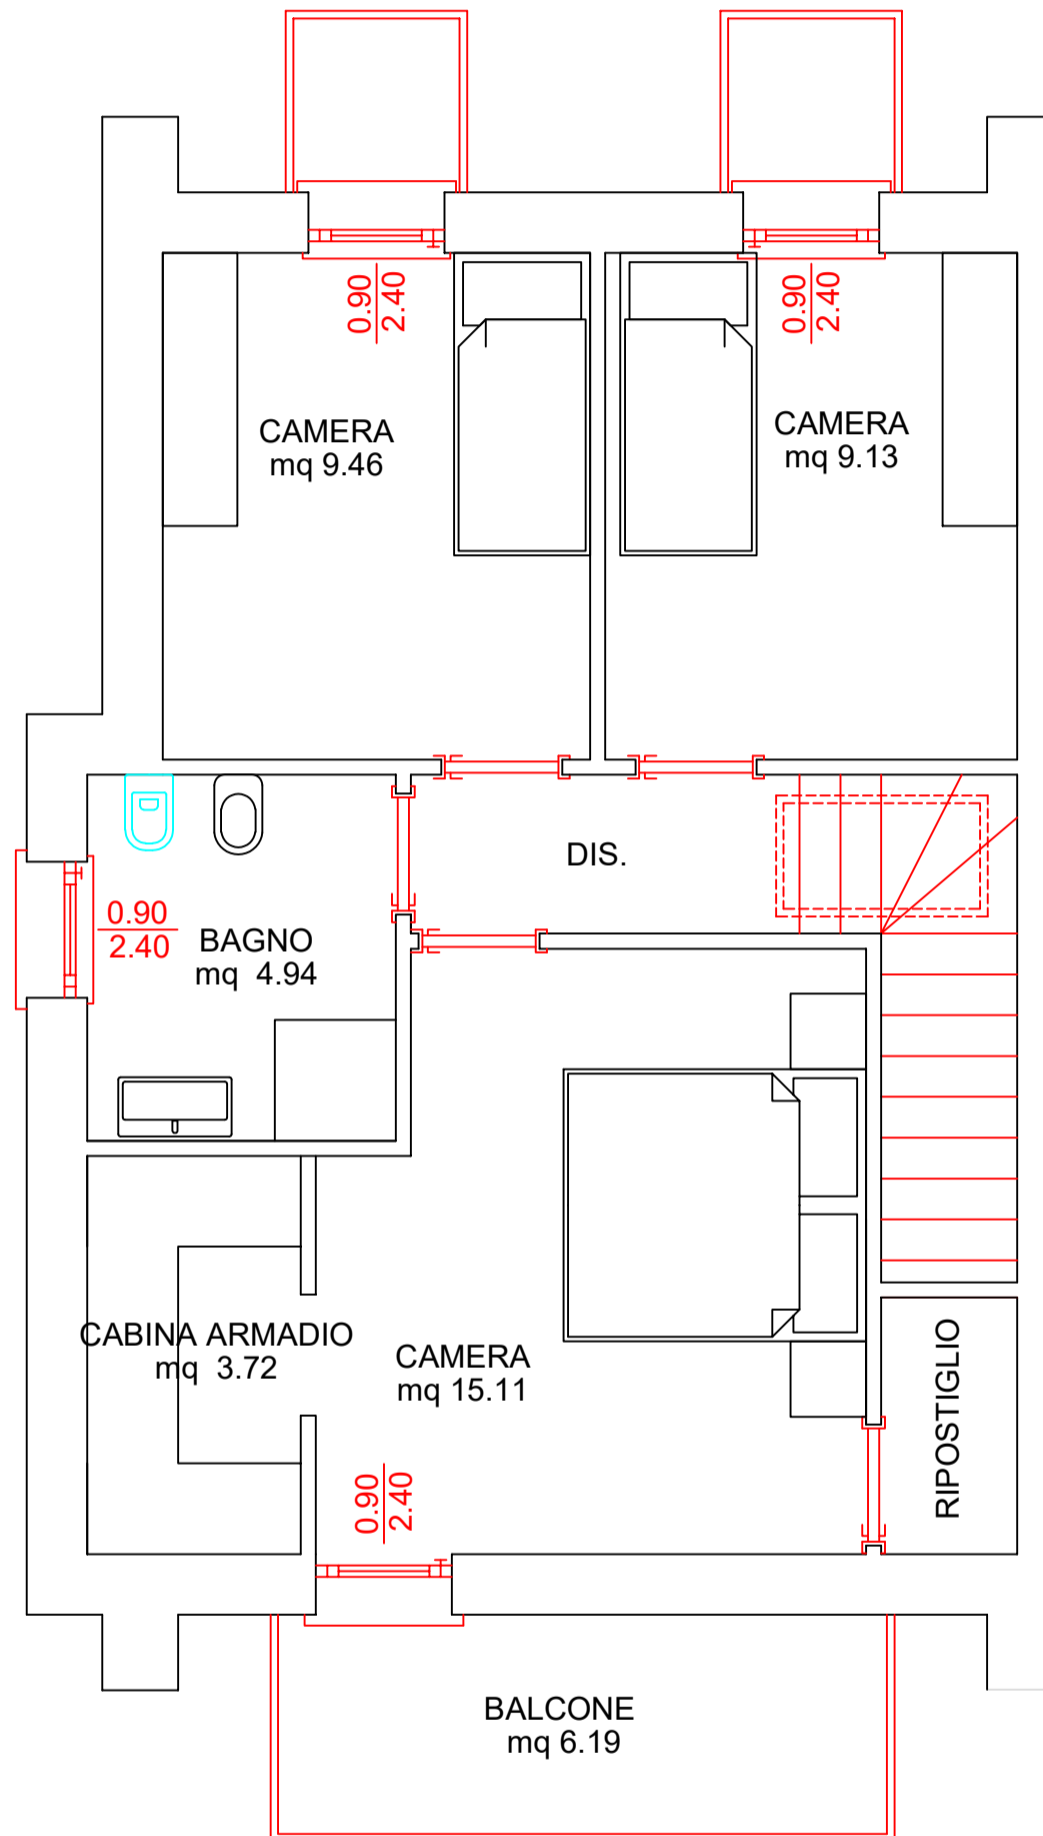 0.90
2.40
0.90
2.40
CAMERA
mq 9.46
CAMERA
mq 9.13
DIS.
0.90
2.40
BAGNO
mq 4.94
CABINA ARMADIO
mq 3.72
CAMERA
mq 15.11
RIPOSTIGLIO
0.90
2.40
BALCONE
mq 6.19